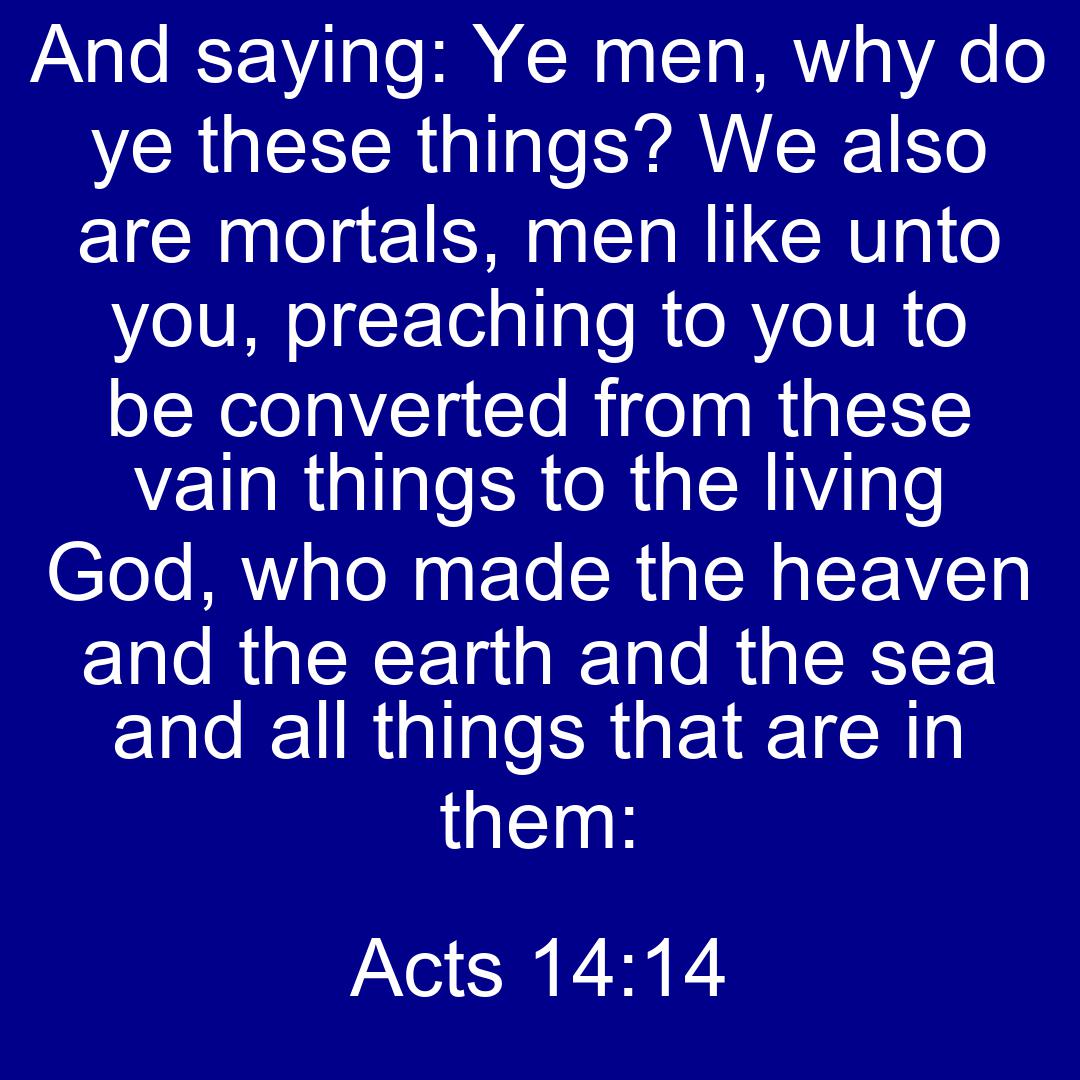 And saying: Ye men, why do
ye these things? We also
are mortals, men like unto
you, preaching to you to
be converted from these
vain things to the living
God, who made the heaven
and the earth and the sea
and all things that are in
them:
Acts 14:14